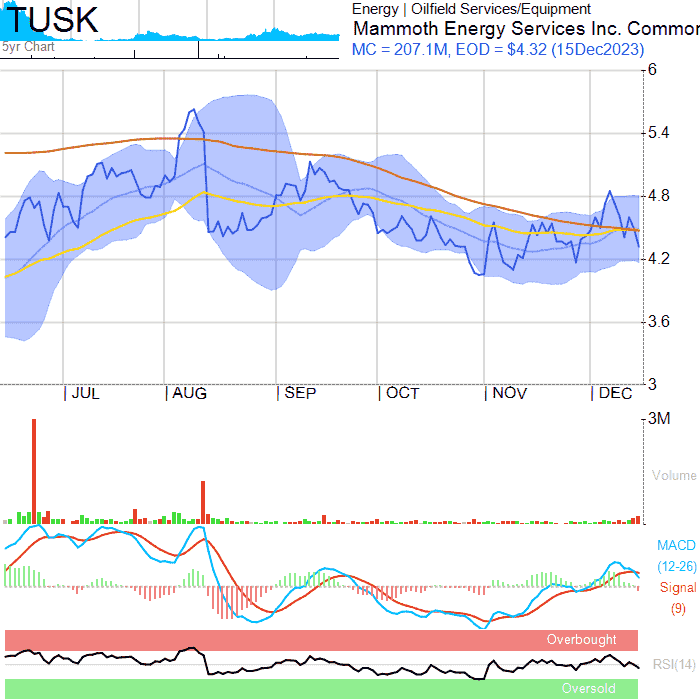 TUSK
5yr Chart
Energy | Oilfield Services/Equipment
Mammoth Energy Services Inc. Common
MC = 207.1M, EOD = $4.32 (15Dec2023)
6
5.4
4.8
4.2
3.6
3
JUL AUG SEP OCT NOV DEC
3M
Volume
MACD
(12-26)
Signal
(9)
Overbought
RSI(14)
Oversold